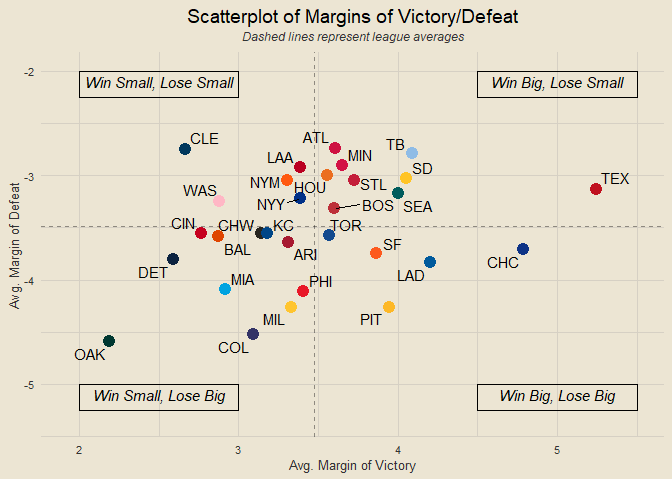 Scatterplot of Margins of Victory/Defeat
Dashed lines represent league averages
-2
Win Small, Lose Small
Win Big, Lose Small
CLE
ATL
TB
LAA
MIN
-3
SD
WAS
NYM
HOU
STL
TEX
NYY
BOS
SEA
CIN
CHW
KC
TOR
BAL
ARI
SF
CHC
DET
LAD
-4
MIA
PHI
MIL
PIT
COL
OAK
-5
Win Small, Lose Big
Win Big, Lose Big
2
3
4
5
Avg. Margin of Victory
Avg. Margin of Defeat